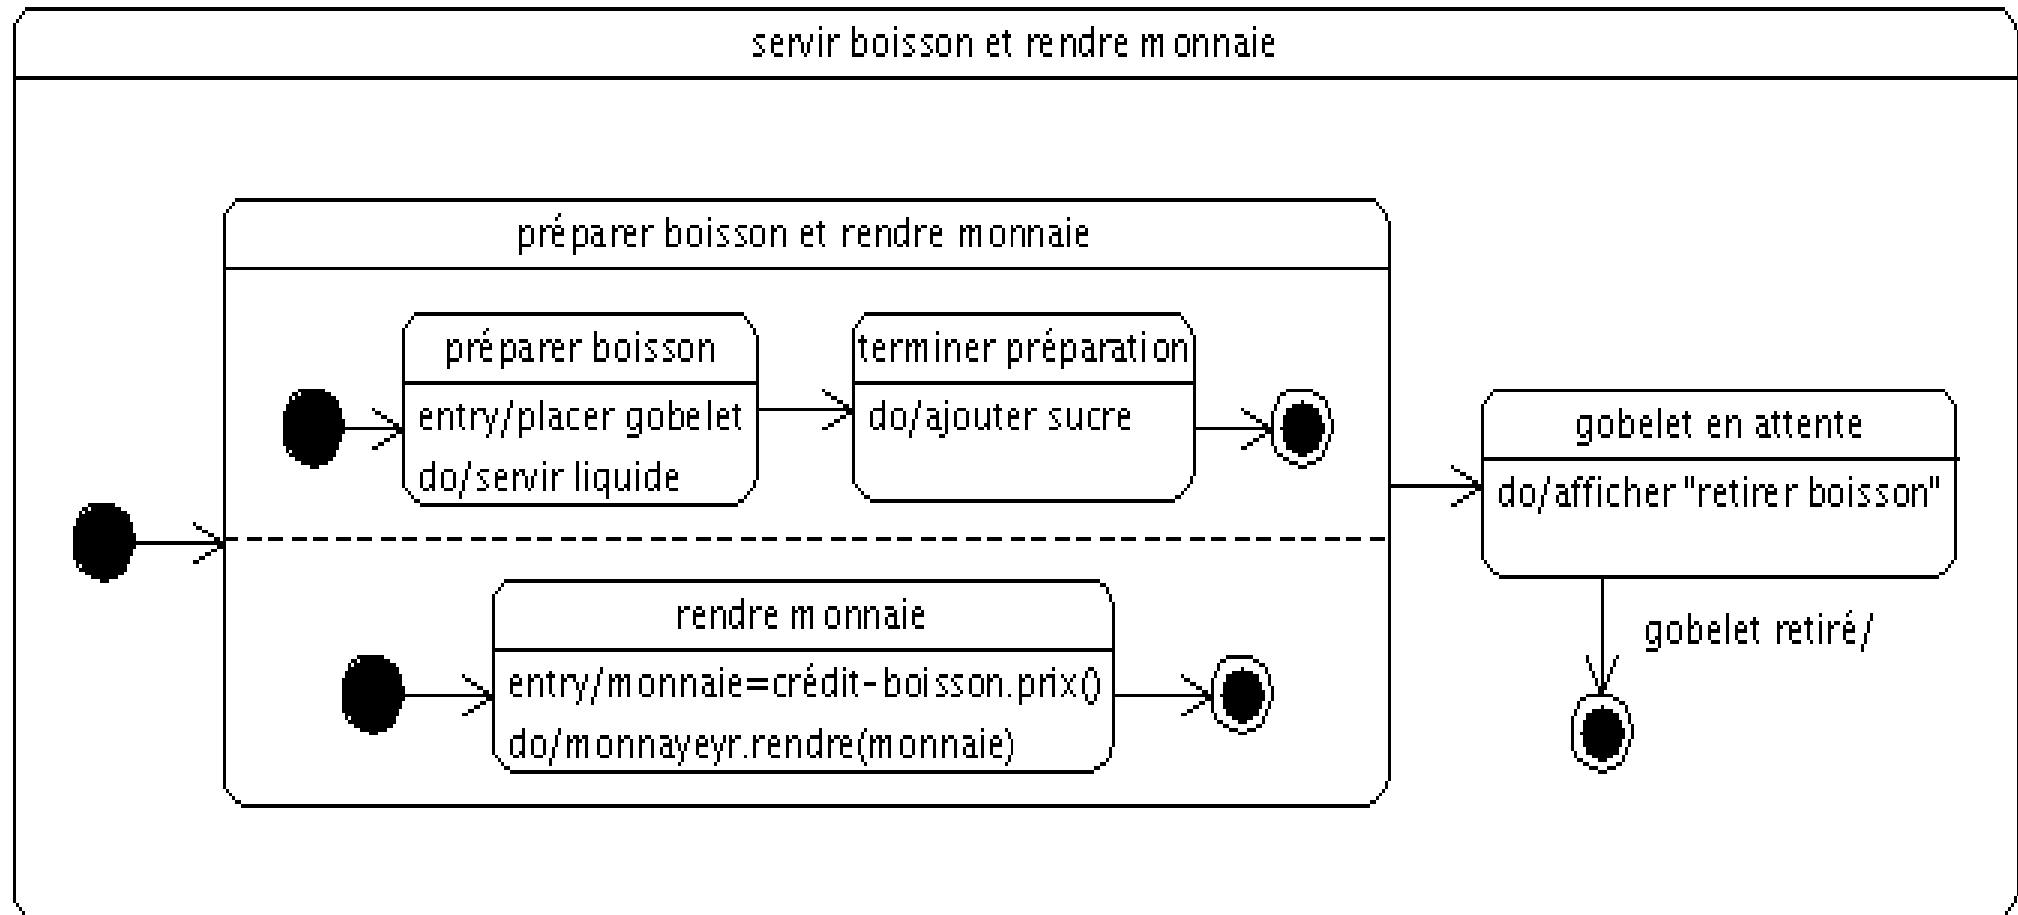 servir boisson et rendre monnaie
préparer boisson et rendre monnaie
préparer boisson
entry/placer gobelet
do/servir liquide
terminer préparation
do/ajouter sucre
gobelet en attente
do/afficher "retirer boisson"
gobelet retiré/
rendre monnaie
entry/monnaie=crédit-boisson.prix()
do/monnayeyr.rendre(monnaie)